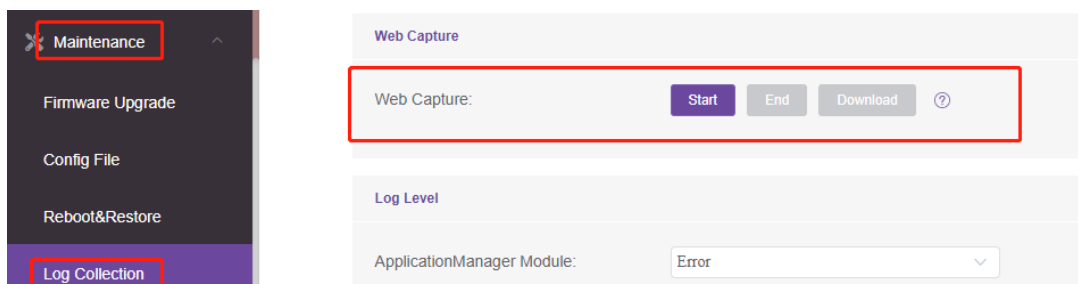 Maintenance
Firmware Upgrade
Config File
Reboot&Restore
Log Collection
Web Capture
Web Capture: Start End Download ?
Log Level
ApplicationManager Module: Error